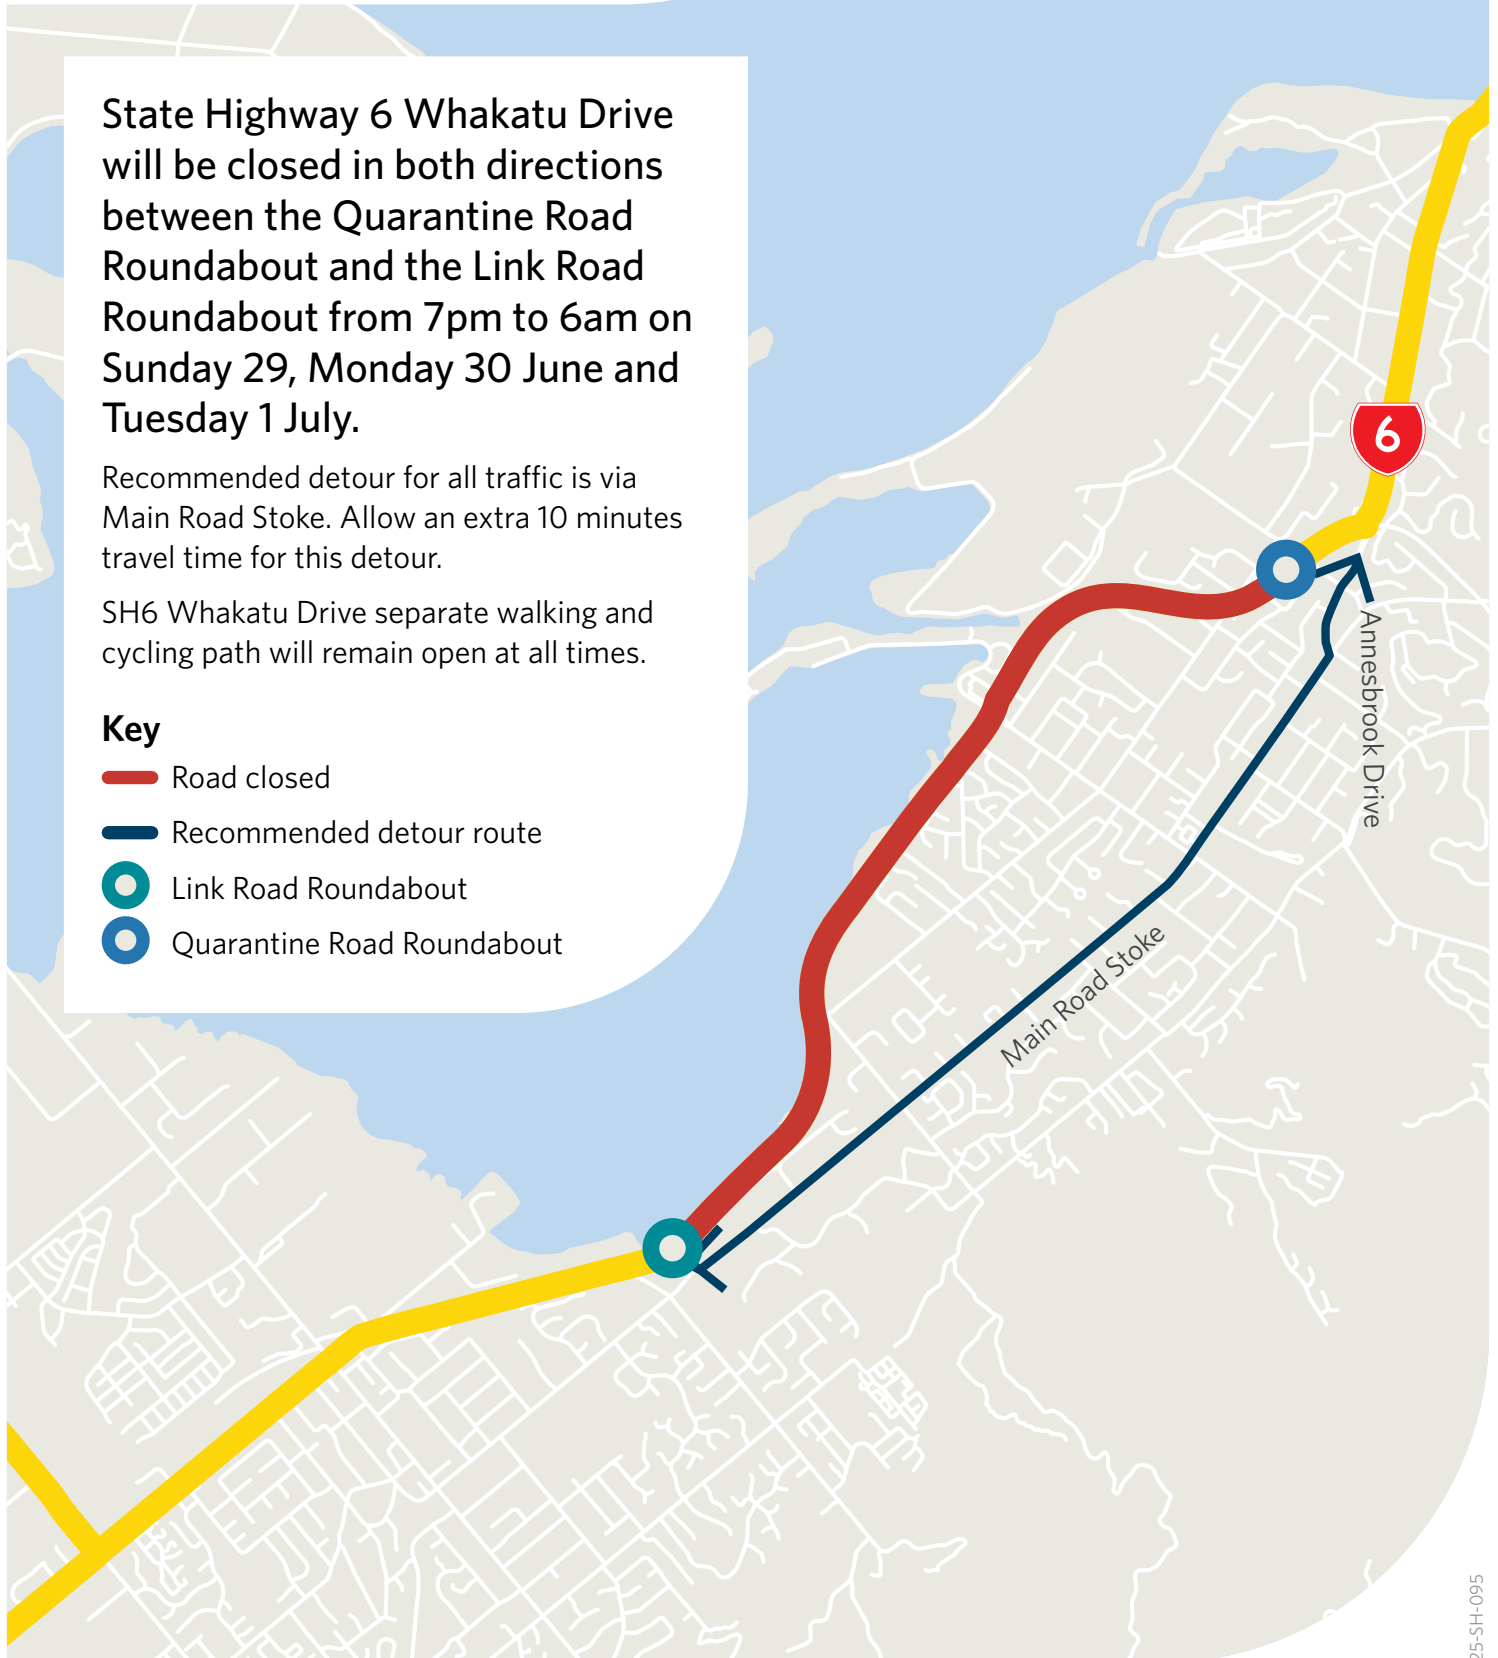 State Highway 6 Whakatu Drive
will be closed in both directions
between the Quarantine Road
Roundabout and the Link Road
Roundabout from 7pm to 6am on
Sunday 29, Monday 30 June and
Tuesday 1 July.
Recommended detour for all traffic is via
Main Road Stoke. Allow an extra 10 minutes
travel time for this detour.
SH6 Whakatu Drive separate walking and
cycling path will remain open at all times.
Key
Road closed
Recommended detour route
Link Road Roundabout
Quarantine Road Roundabout
6
Annesbrook Drive
Main Road Stoke
25-SH-095